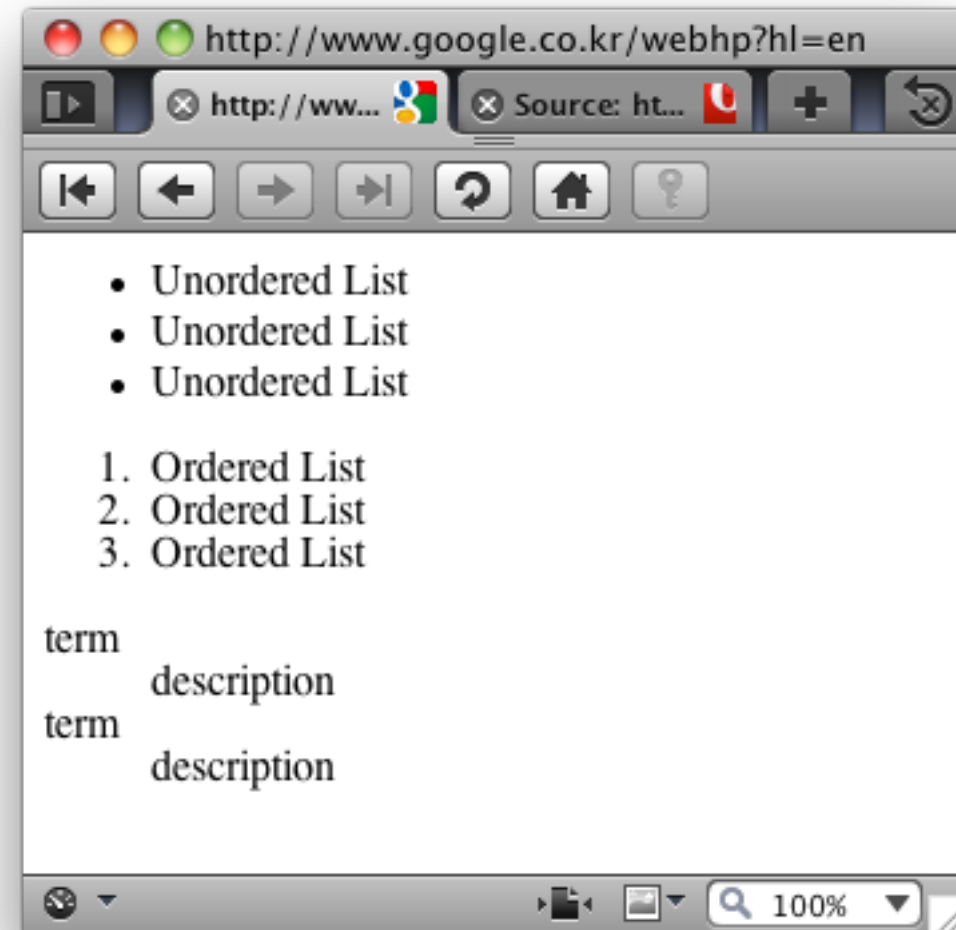 http://www.google.co.kr/webhp?hl=en
http://ww... Source: ht...
• Unordered List
• Unordered List
• Unordered List
1. Ordered List
2. Ordered List
3. Ordered List
term
description
term
description
100%